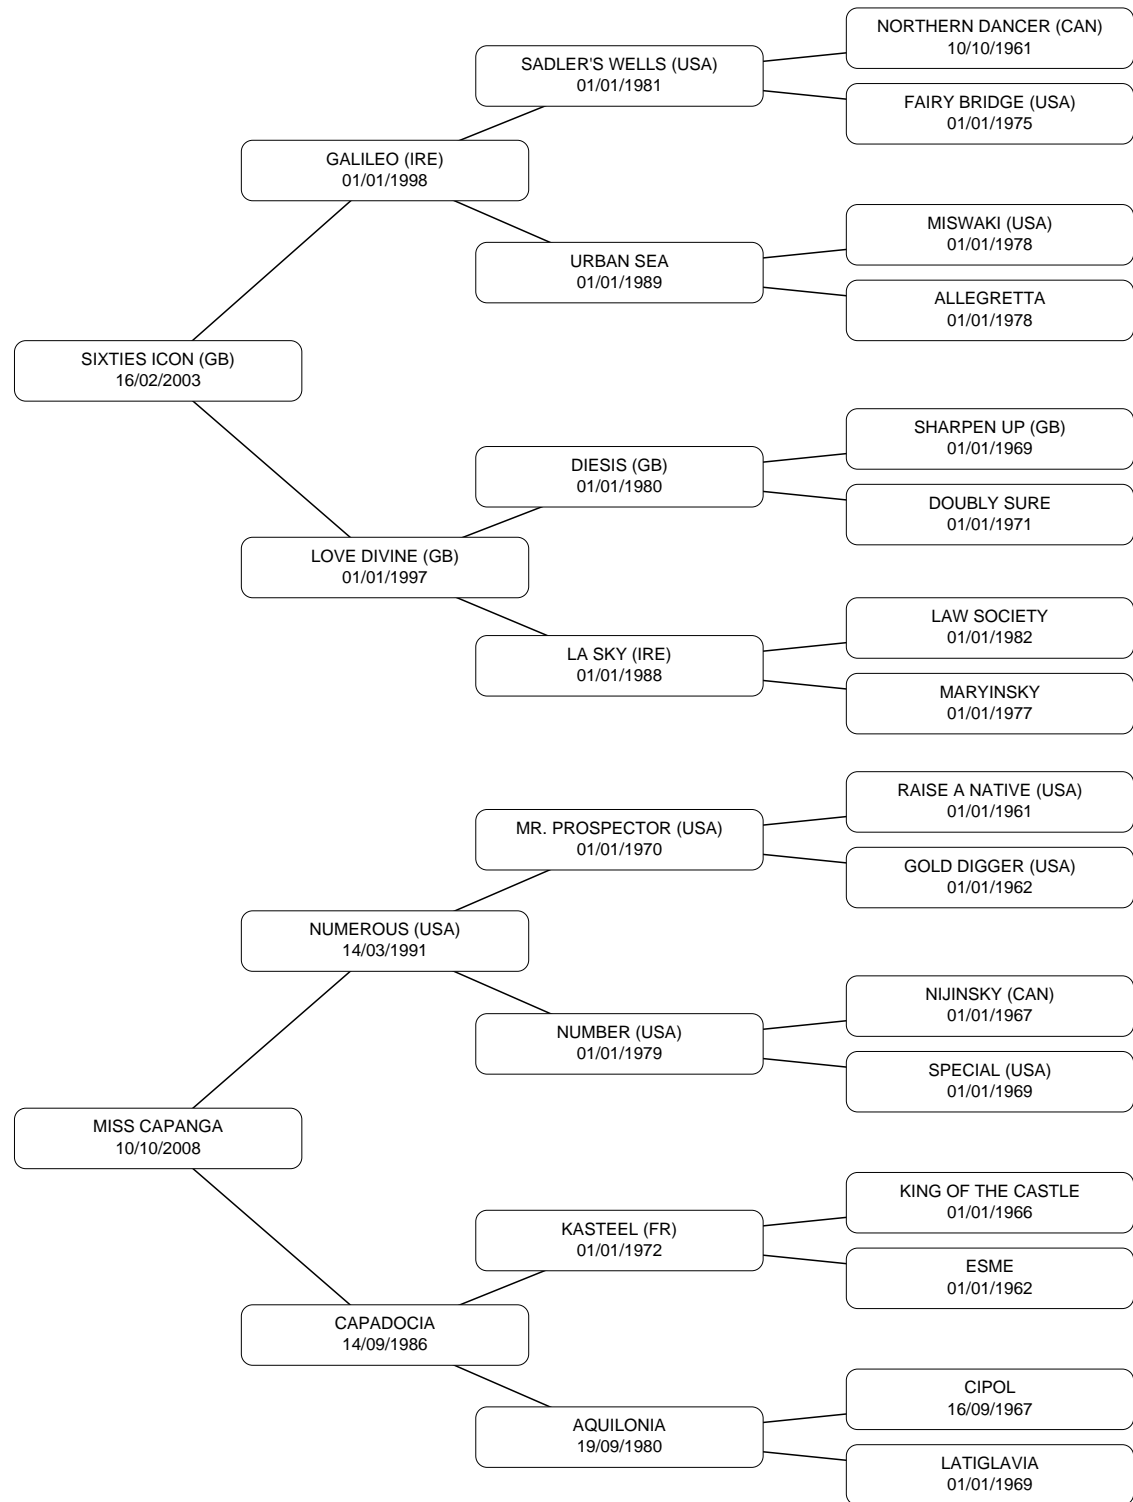 NORTHERN DANCER (CAN)
10/10/1961
SADLER'S WELLS (USA)
01/01/1981
FAIRY BRIDGE (USA)
01/01/1975
GALILEO (IRE)
01/01/1998
MISWAKI (USA)
01/01/1978
URBAN SEA
01/01/1989
ALLEGRETTA
01/01/1978
SIXTIES ICON (GB)
16/02/2003
SHARPEN UP (GB)
01/01/1969
DIESIS (GB)
01/01/1980
DOUBLY SURE
01/01/1971
LOVE DIVINE (GB)
01/01/1997
LAW SOCIETY
01/01/1982
LA SKY (IRE)
01/01/1988
MARYINSKY
01/01/1977
RAISE A NATIVE (USA)
01/01/1961
MR. PROSPECTOR (USA)
01/01/1970
GOLD DIGGER (USA)
01/01/1962
NUMEROUS (USA)
14/03/1991
NIJINSKY (CAN)
01/01/1967
NUMBER (USA)
01/01/1979
SPECIAL (USA)
01/01/1969
MISS CAPANGA
10/10/2008
KING OF THE CASTLE
01/01/1966
KASTEEL (FR)
01/01/1972
ESME
01/01/1962
CAPADOCIA
14/09/1986
CIPOL
16/09/1967
AQUILONIA
19/09/1980
LATIGLAVIA
01/01/1969